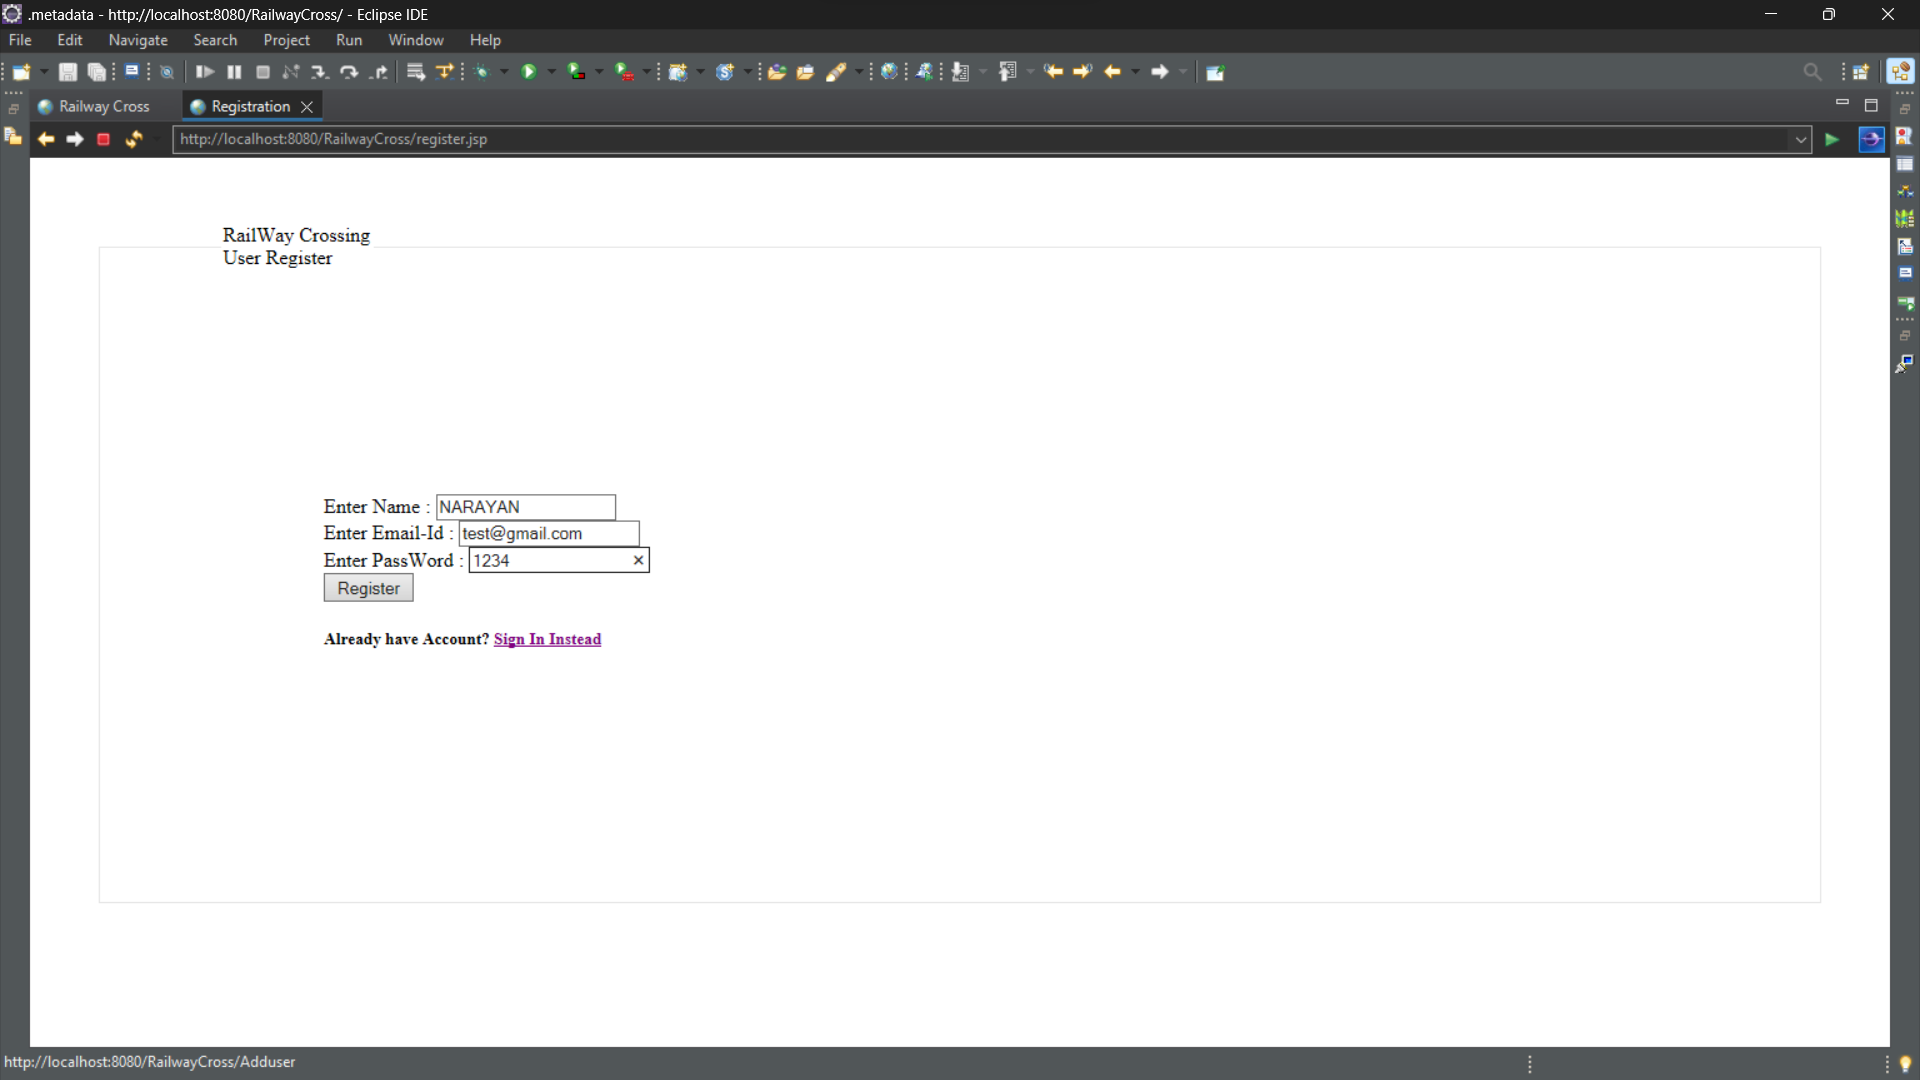 .metadata - http://localhost:8080/RailwayCross/ - Eclipse IDE
File Edit Navigate Search Project Run Window Help
Railway Cross Registration
http://localhost:8080/RailwayCross/register.jsp
RailWay Crossing
User Register
Enter Name : NARAYAN
Enter Email-Id : test@gmail.com
Enter PassWord : 1234
Register
Already have Account? Sign In Instead
http://localhost:8080/RailwayCross/Adduser